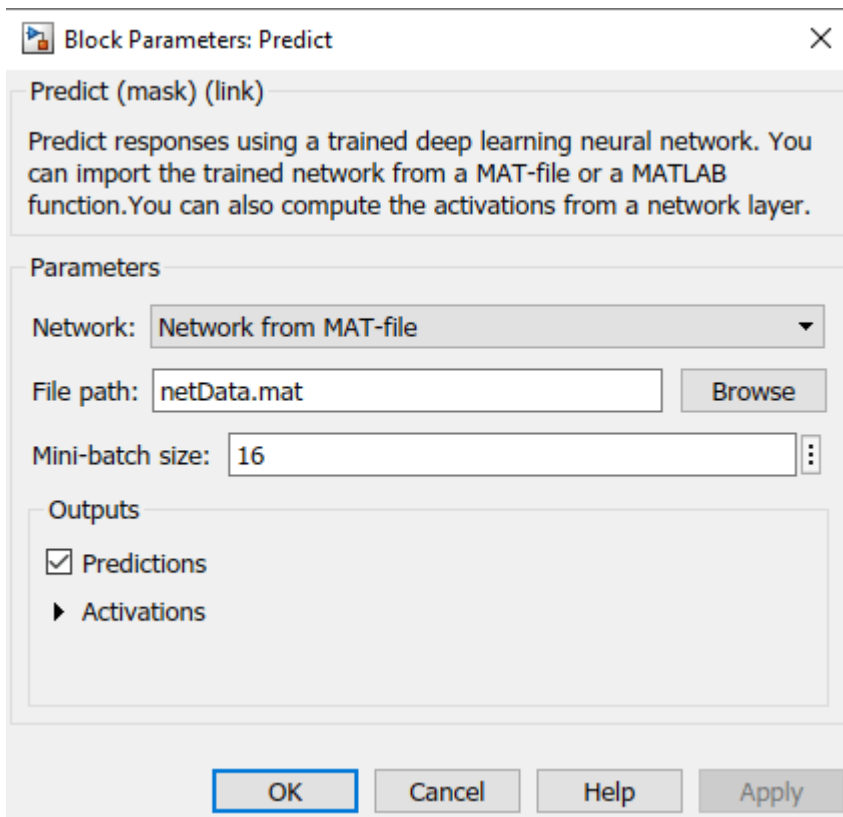 Block Parameters: Predict
Predict (mask) (link)
Predict responses using a trained deep learning neural network. You
can import the trained network from a MAT-file or a MATLAB
function.You can also compute the activations from a network layer.
Parameters
Network: Network from MAT-file
File path: netData.mat Browse
Mini-batch size: 16
Outputs
Predictions
Activations
OK Cancel Help Apply